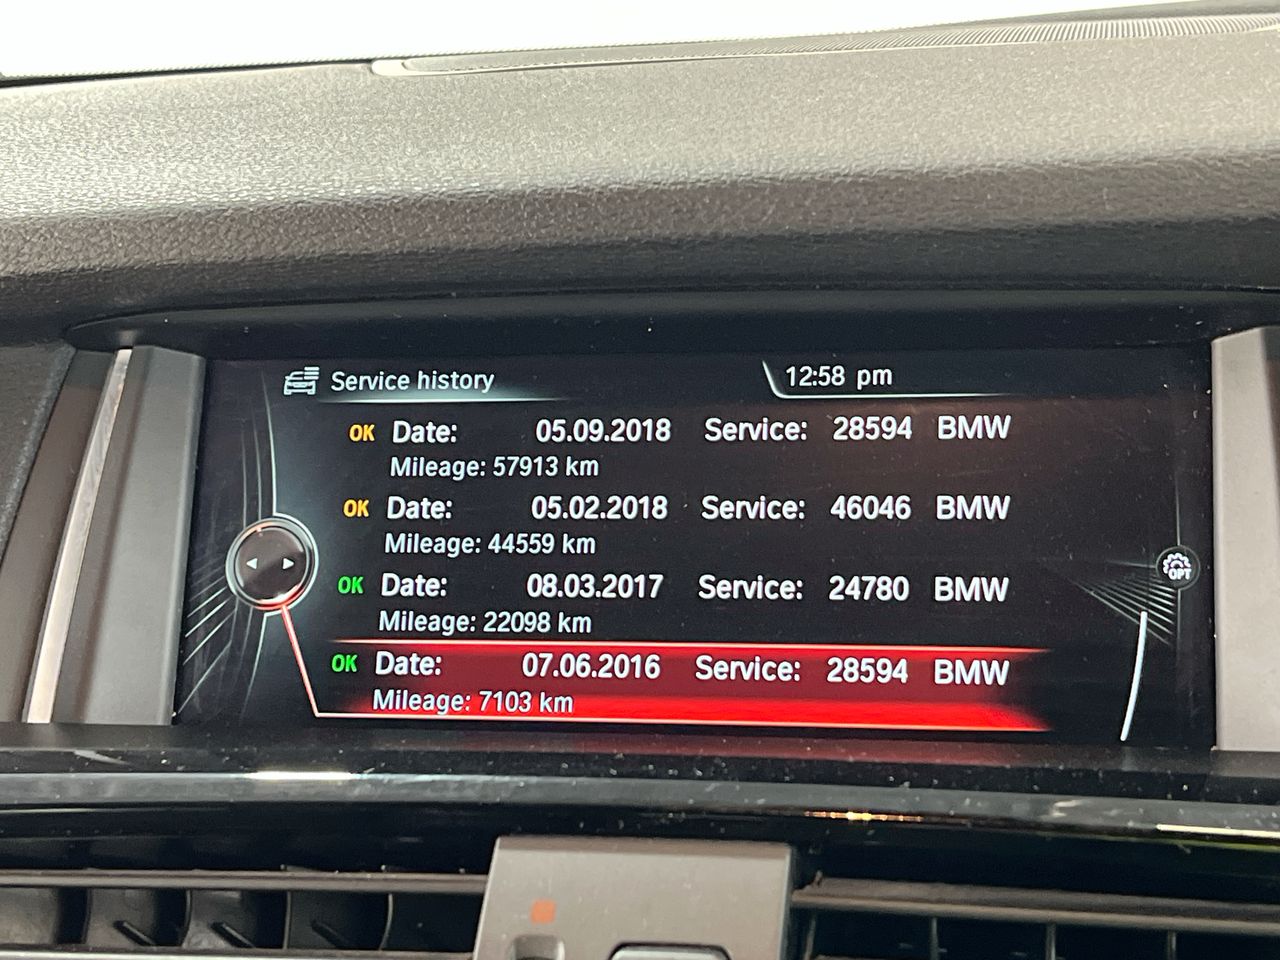 Service history
12:58 pm
OK Date: 05.09.2018 Service: 28594 BMW
Mileage: 57913 km
OK Date: 05.02.2018 Service: 46046 BMW
Mileage: 44559 km
OK Date: 08.03.2017 Service: 24780 BMW
Mileage: 22098 km
OK Date: 07.06.2016 Service: 28594 BMW
Mileage: 7103 km
OPT